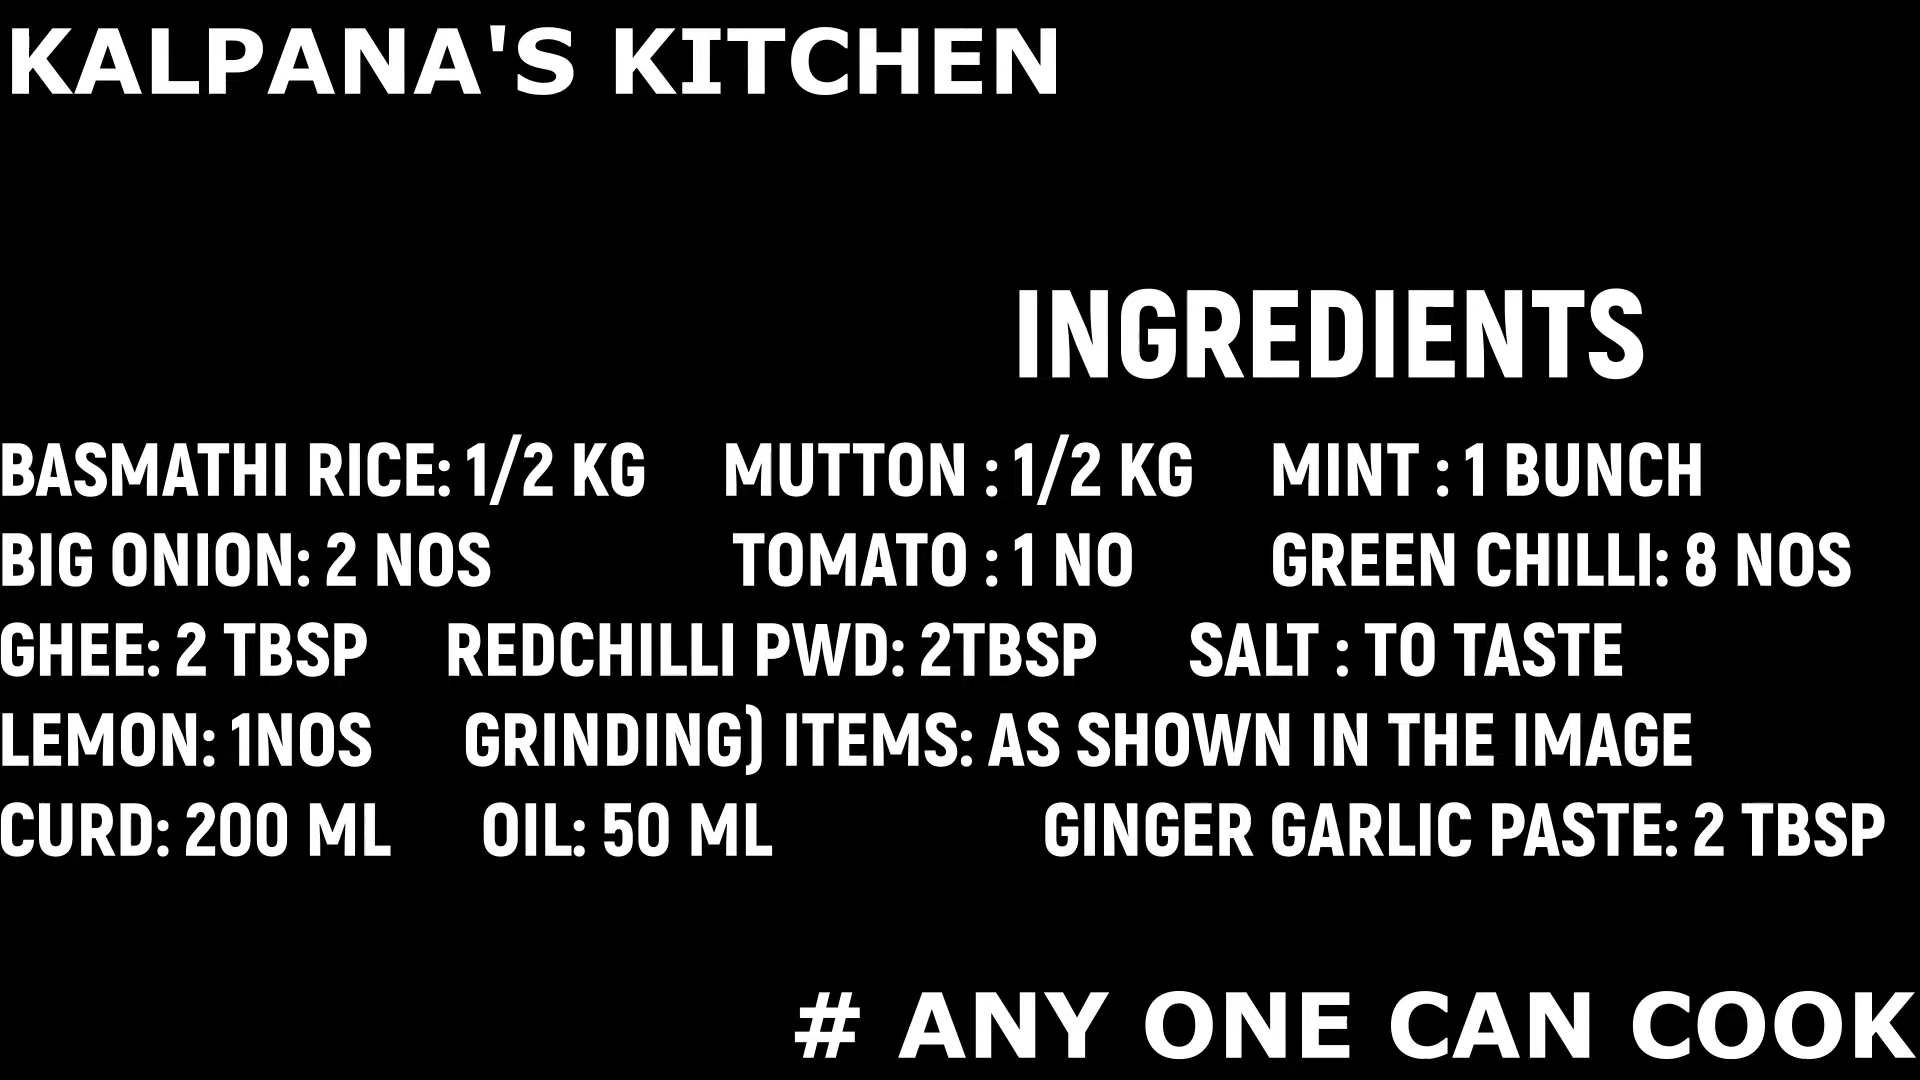 KALPANA'S KITCHEN
INGREDIENTS
BASMATHI RICE: 1/2 KG MUTTON : 1/2 KG MINT : 1 BUNCH
BIG ONION: 2 NOS TOMATO : 1 NO GREEN CHILLI: 8 NOS
GHEE: 2 TBSP REDCHILLI PWD: 2TBSP SALT : TO TASTE
LEMON: 1NOS GRINDING) ITEMS: AS SHOWN IN THE IMAGE
CURD: 200 ML OIL: 50 ML GINGER GARLIC PASTE: 2 TBSP
# ANY ONE CAN COOK